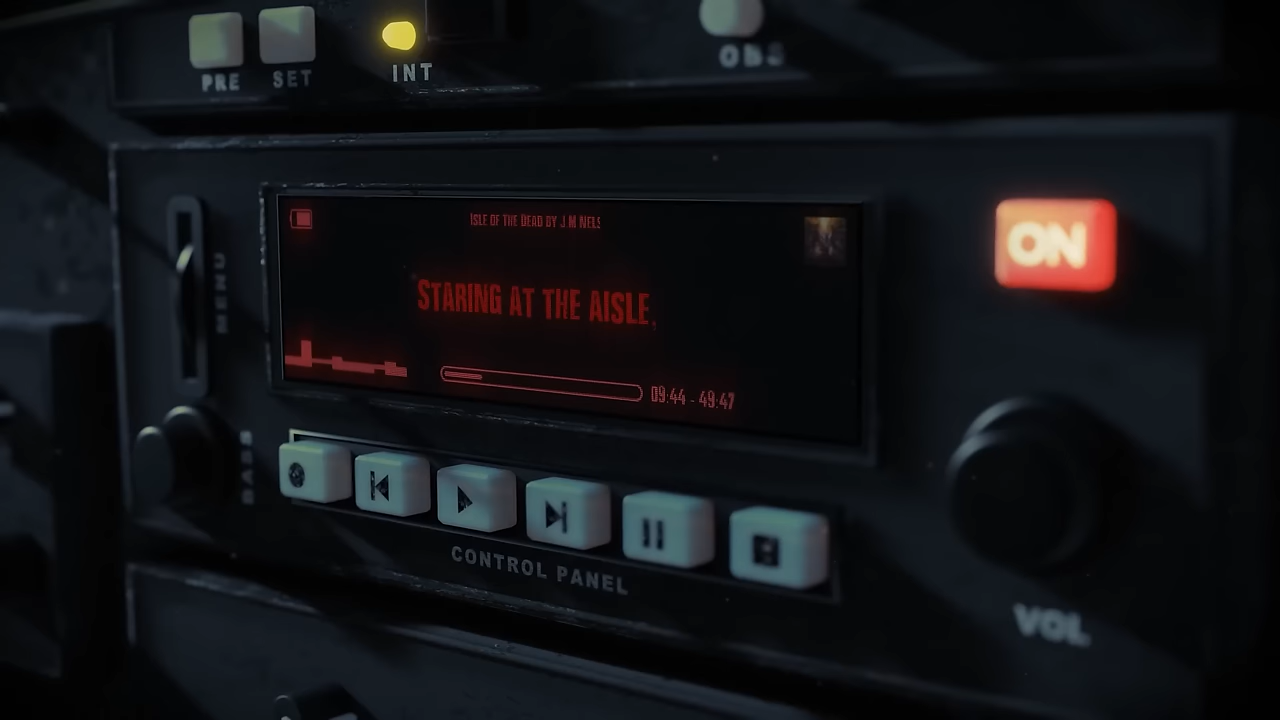 PRE SET INT OBS
ISLE OF THE DEAD BY J.M NELS
MENU
STARING AT THE AISLE,
09:44 - 49:47
ON
BASS
CONTROL PANEL
VOL